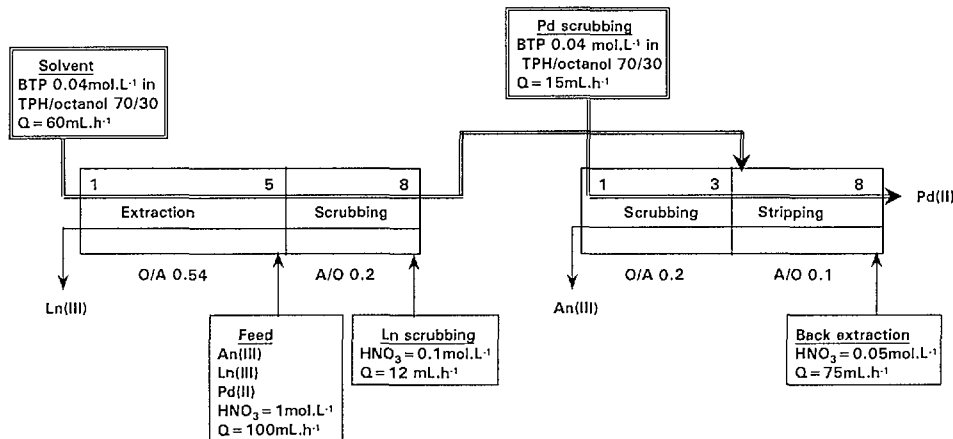 Solvent
BTP 0.04mol.L⁻¹ in
TPH/octanol 70/30
Q = 60mL.h⁻¹
Pd scrubbing
BTP 0.04 mol.L⁻¹ in
TPH/octanol 70/30
Q = 15mL.h⁻¹
1 5 8
Extraction Scrubbing
O/A 0.54 A/O 0.2
Ln(III)
1 3 8
Scrubbing Stripping
Pd(II)
O/A 0.2 A/O 0.1
An(III)
Feed
An(III)
Ln(III)
Pd(II)
HNO₃ = 1mol.L⁻¹
Q = 100mL.h⁻¹
Ln scrubbing
HNO₃ = 0.1mol.L⁻¹
Q = 12 mL.h⁻¹
Back extraction
HNO₃ = 0.05mol.L⁻¹
Q = 75mL.h⁻¹